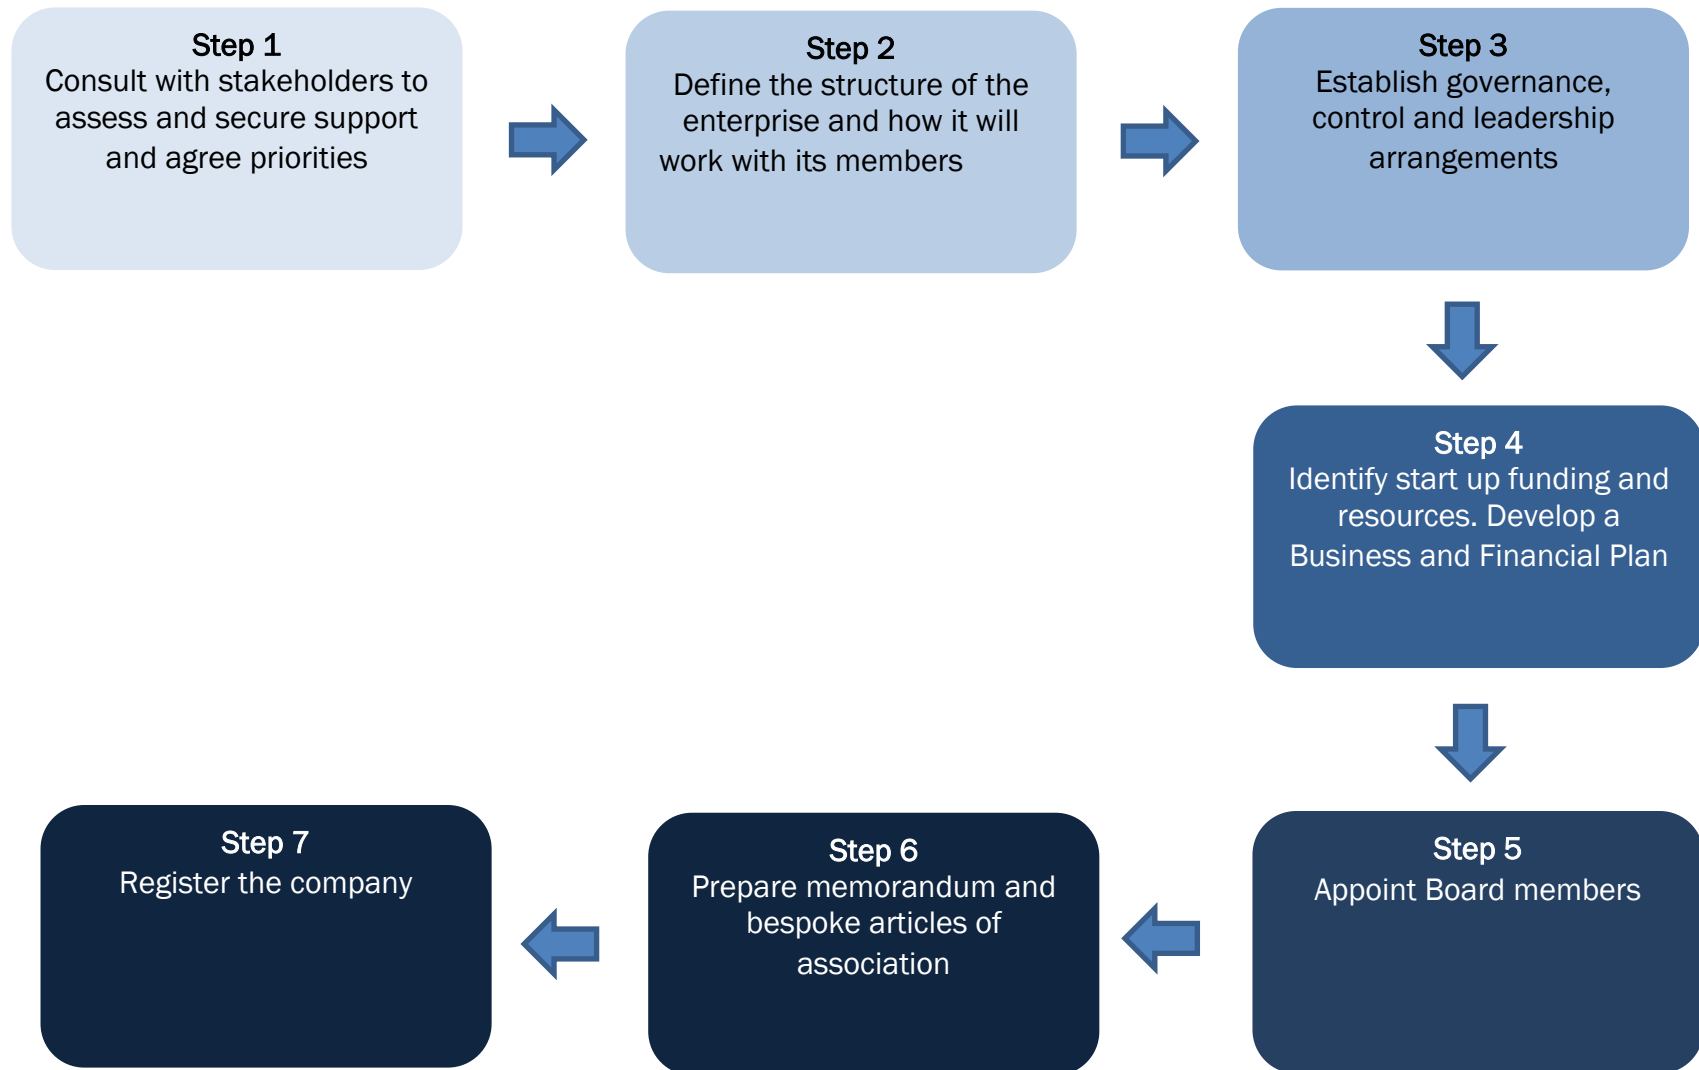 Step 1
Consult with stakeholders to
assess and secure support
and agree priorities
Step 2
Define the structure of the
enterprise and how it will
work with its members
Step 3
Establish governance,
control and leadership
arrangements
Step 4
Identify start up funding and
resources. Develop a
Business and Financial Plan
Step 5
Appoint Board members
Step 6
Prepare memorandum and
bespoke articles of
association
Step 7
Register the company